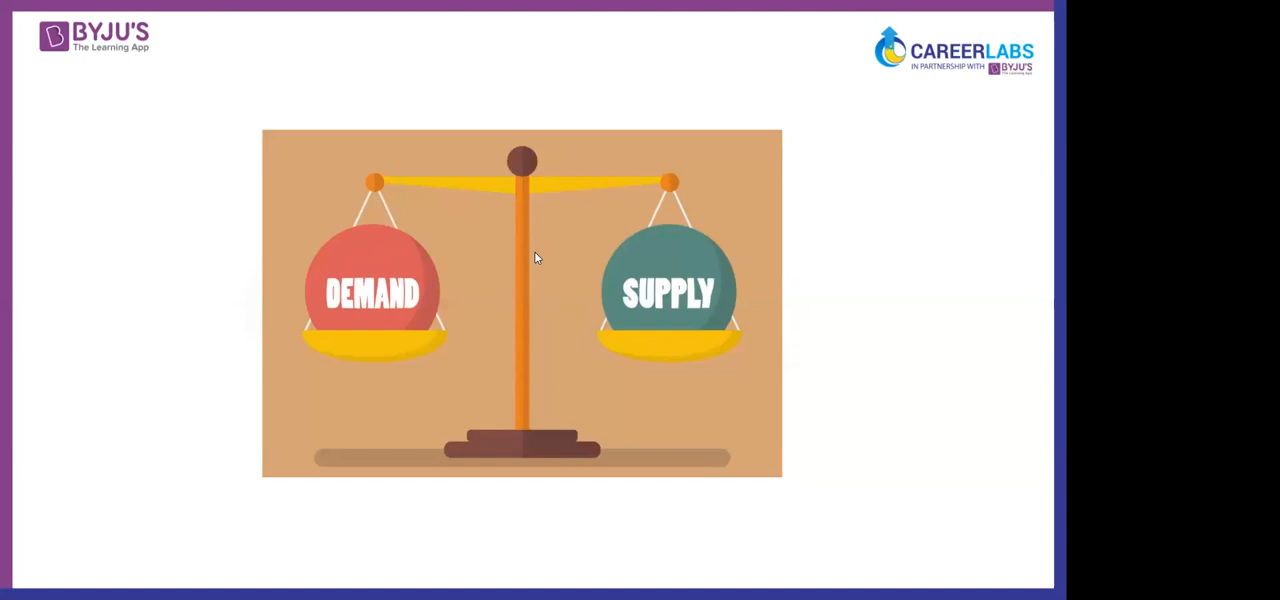 BYJU'S
The Learning App
CAREERLABS
IN PARTNERSHIP WITH BYJU'S
The Learning App
DEMAND
SUPPLY